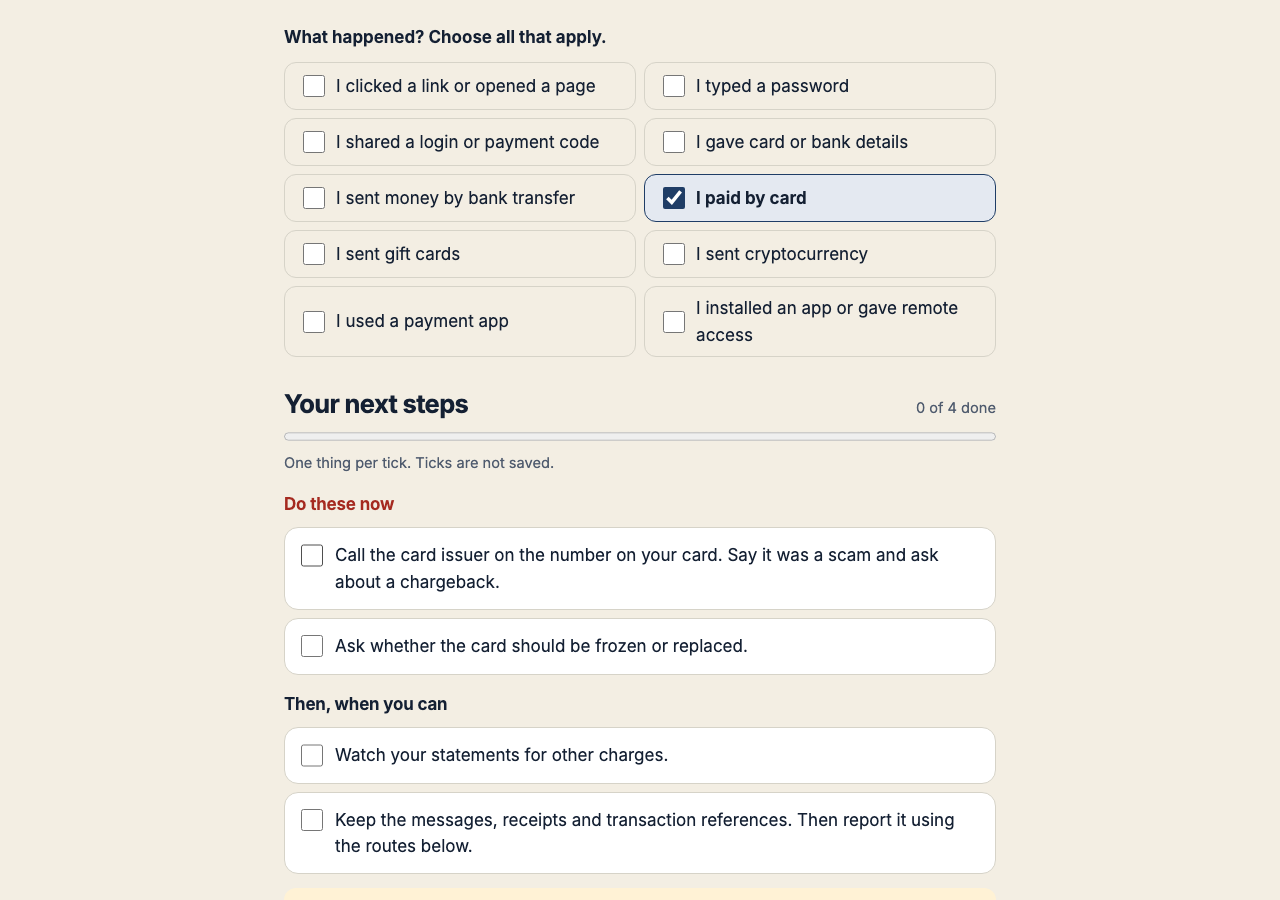 What happened? Choose all that apply.
I clicked a link or opened a page
I typed a password
I shared a login or payment code
I gave card or bank details
I sent money by bank transfer
I paid by card
I sent gift cards
I sent cryptocurrency
I used a payment app
I installed an app or gave remote
access
Your next steps
0 of 4 done
One thing per tick. Ticks are not saved.
Do these now
Call the card issuer on the number on your card. Say it was a scam and ask
about a chargeback.
Ask whether the card should be frozen or replaced.
Then, when you can
Watch your statements for other charges.
Keep the messages, receipts and transaction references. Then report it using
the routes below.